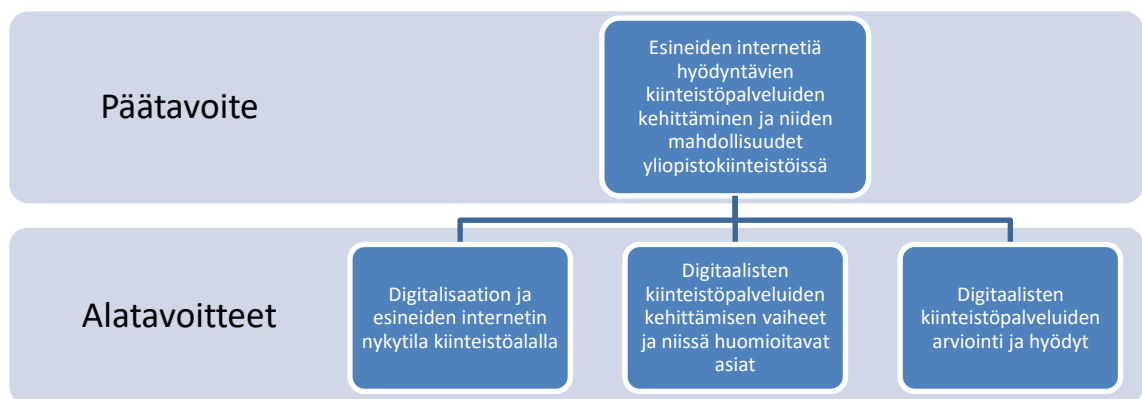 Päätavoite
Esineiden internetiä
hyödyntävien
kiinteistöpalveluiden
kehittäminen ja niiden
mahdollisuudet
yliopistokiinteistöissä
Alatavoitteet
Digitalisaation ja
esineiden internetin
nykytila kiinteistöalalla
Digitaalisten
kiinteistöpalveluiden
kehittämisen vaiheet
ja niissä huomioitavat
asiat
Digitaalisten
kiinteistöpalveluiden
arviointi ja hyödyt